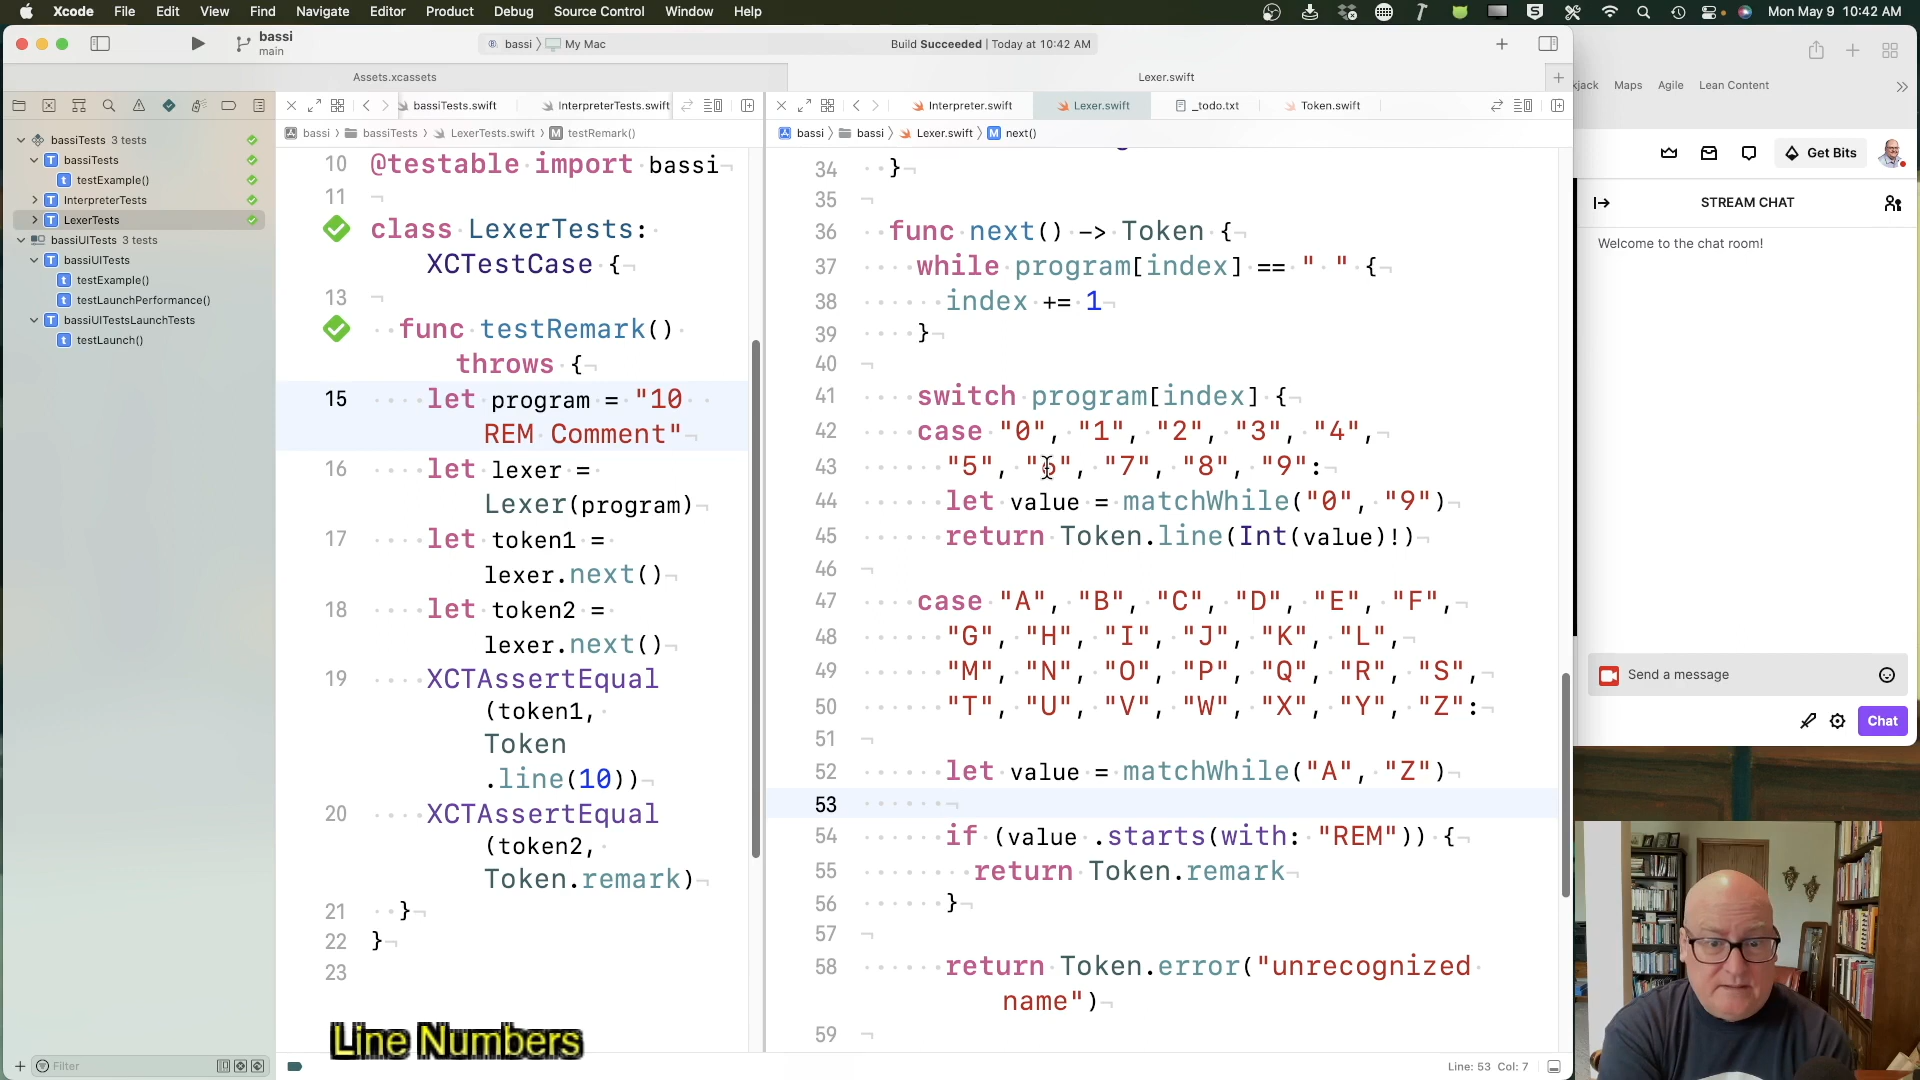 Xcode File Edit View Find Navigate Editor Product Debug Source Control Window Help Mon May 9 10:42 AM
bassi
main
bassi 〉 My Mac
Build Succeeded | Today at 10:42 AM
Assets.xcassets
Lexer.swift
bassiTests.swift InterpreterTests.swift
Interpreter.swift Lexer.swift _todo.txt Token.swift
bassi 〉 bassiTests 〉 LexerTests.swift 〉 M testRemark()
bassi 〉 bassi 〉 Lexer.swift 〉 M next()
bassiTests 3 tests
T bassiTests
t testExample()
T InterpreterTests
T LexerTests
bassiUITests 3 tests
T bassiUITests
t testExample()
t testLaunchPerformance()
T bassiUITestsLaunchTests
t testLaunch()
Filter
10 @testable import bassi
11
class LexerTests:
XCTestCase {
13
func testRemark()
throws {
15 let program = "10
REM Comment"
16 let lexer =
Lexer(program)
17 let token1 =
lexer.next()
18 let token2 =
lexer.next()
19 XCTAssertEqual
(token1,
Token
.line(10))
20 XCTAssertEqual
(token2,
Token.remark)
21 }
22 }
23
Line Numbers
34 }
35
36 func next() -> Token {
37 while program[index] == " " {
38 index += 1
39 }
40
41 switch program[index] {
42 case "0", "1", "2", "3", "4",
43 "5", "6", "7", "8", "9":
44 let value = matchWhile("0", "9")
45 return Token.line(Int(value)!)
46
47 case "A", "B", "C", "D", "E", "F",
48 "G", "H", "I", "J", "K", "L",
49 "M", "N", "O", "P", "Q", "R", "S",
50 "T", "U", "V", "W", "X", "Y", "Z":
51
52 let value = matchWhile("A", "Z")
53
54 if (value .starts(with: "REM")) {
55 return Token.remark
56 }
57
58 return Token.error("unrecognized
name")
59
Line: 53 Col: 7
kjack Maps Agile Lean Content
Get Bits
STREAM CHAT
Welcome to the chat room!
Send a message
Chat